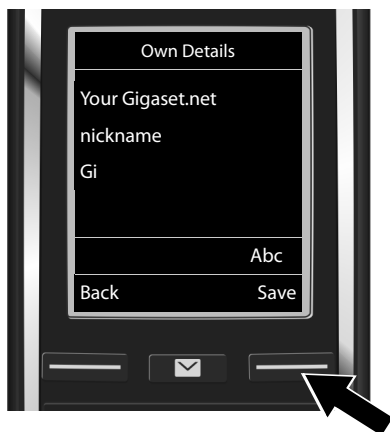 Own Details
Your Gigaset.net
nickname
Gi
Abc
Back Save